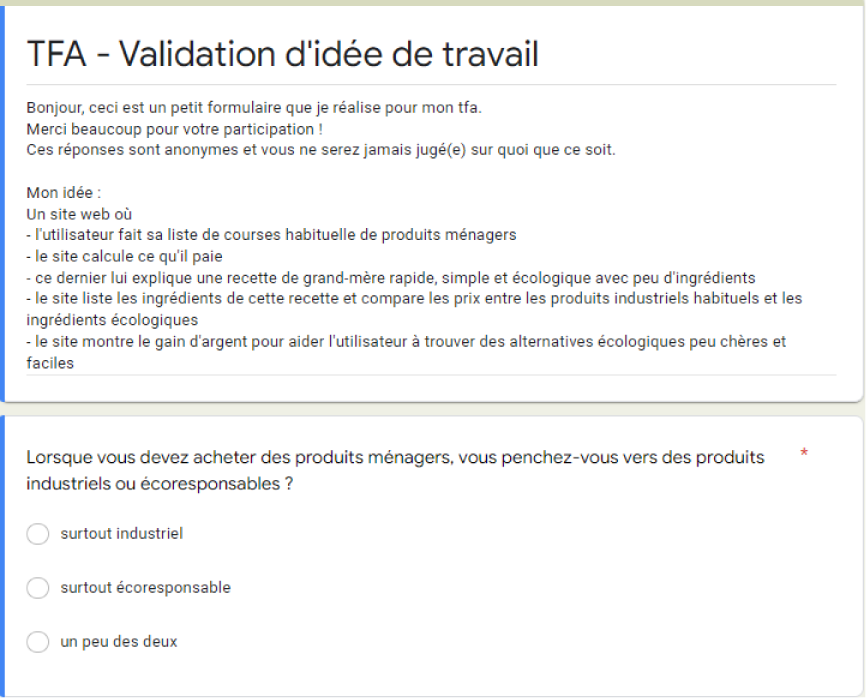 TFA - Validation d'idée de travail
Bonjour, ceci est un petit formulaire que je réalise pour mon tfa.
Merci beaucoup pour votre participation !
Ces réponses sont anonymes et vous ne serez jamais jugé(e) sur quoi que ce soit.
Mon idée :
Un site web où
- l'utilisateur fait sa liste de courses habituelle de produits ménagers
- le site calcule ce qu'il paie
- ce dernier lui explique une recette de grand-mère rapide, simple et écologique avec peu d'ingrédients
- le site liste les ingrédients de cette recette et compare les prix entre les produits industriels habituels et les
ingrédients écologiques
- le site montre le gain d'argent pour aider l'utilisateur à trouver des alternatives écologiques peu chères et
faciles
Lorsque vous devez acheter des produits ménagers, vous penchez-vous vers des produits *
industriels ou écoresponsables ?
surtout industriel
surtout écoresponsable
un peu des deux